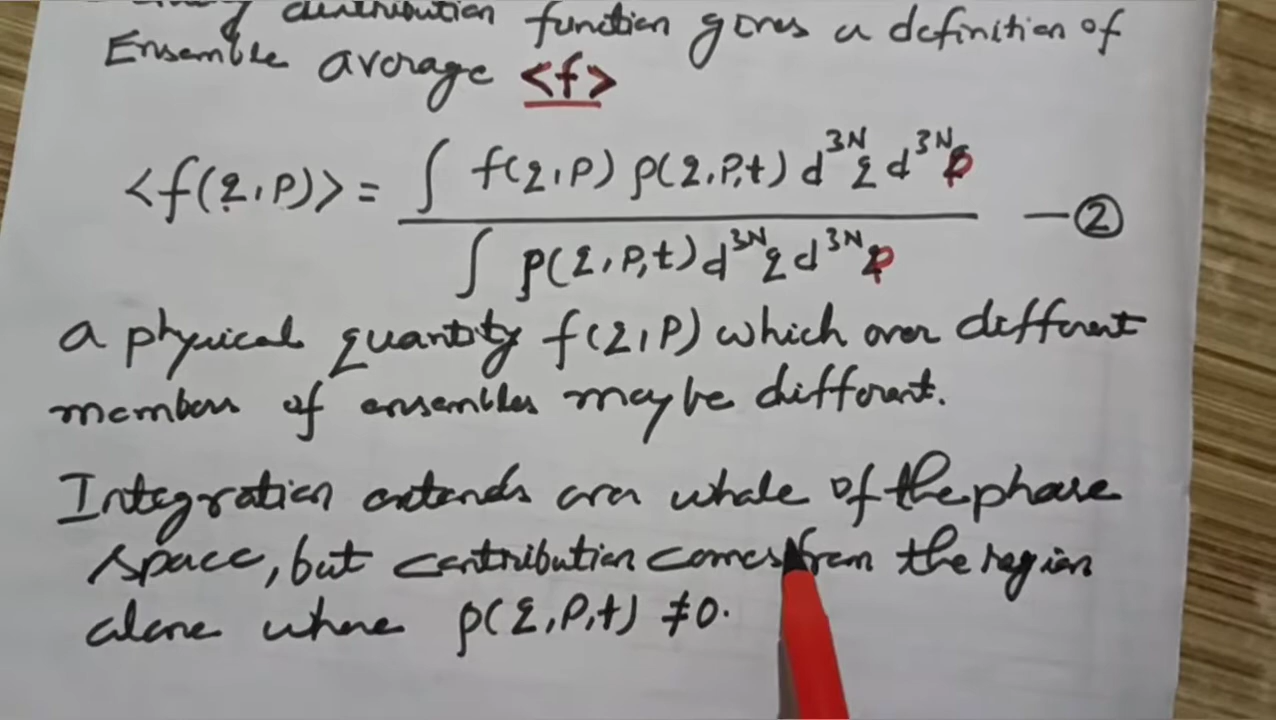 distribution function gives a definition of
Ensemble average <f>
<f(q,p)> = ∫ f(q,p) ρ(q,p,t) d^3N q d^3N p
∫ ρ(q,p,t) d^3N q d^3N p
—②
a physical quantity f(q,p) which over different
members of ensembles may be different.
Integration extends over whole of the phase
space, but contribution comes from the region
alone where ρ(q,p,t) ≠ 0.